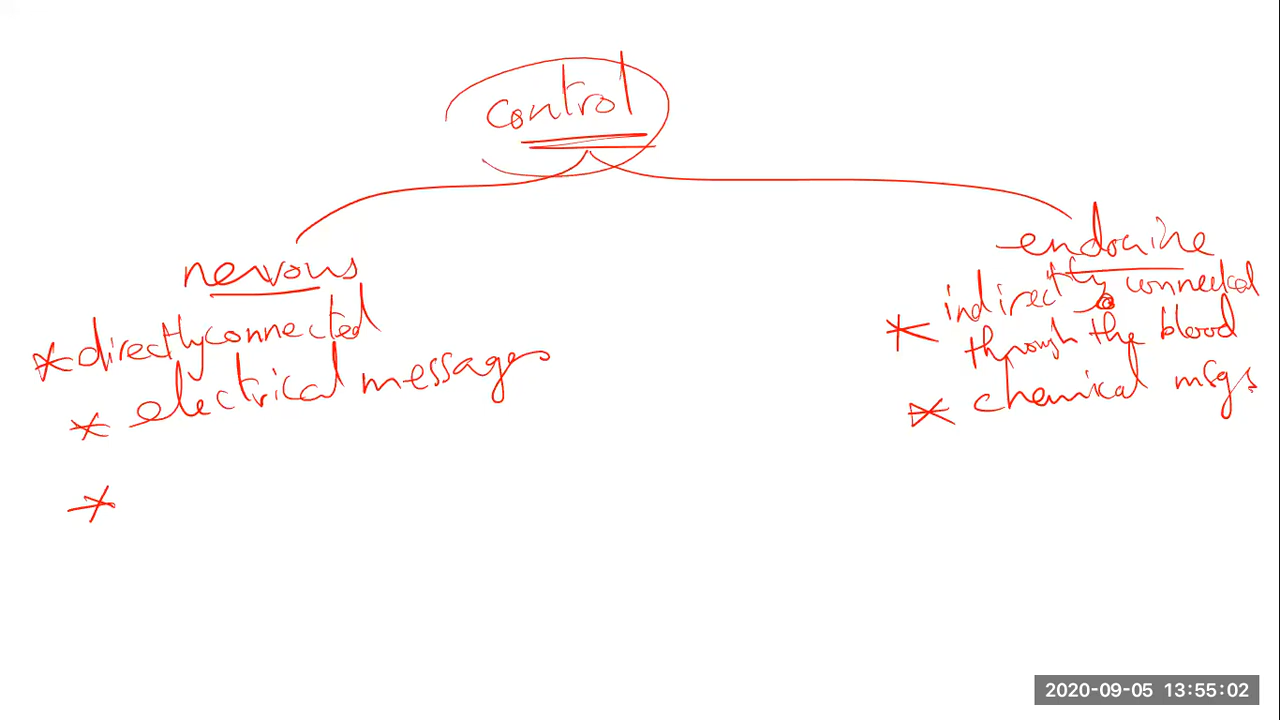 control
nervous
* directly connected
* electrical messages
*
endocrine
* indirectly connected
through the blood
* chemical msgs
2020-09-05 13:55:02